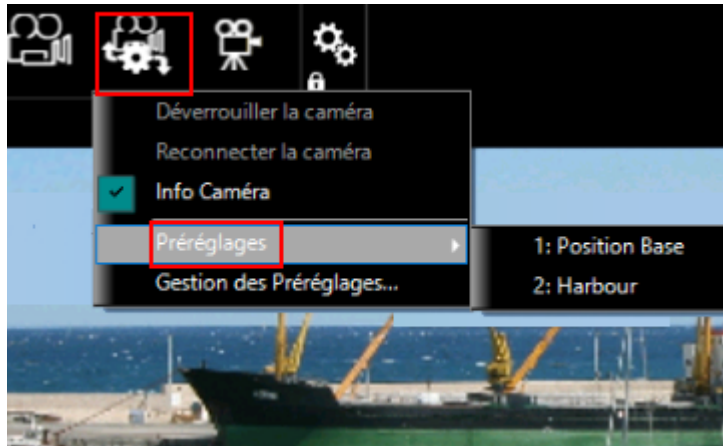 Déverrouiller la caméra
Reconnecter la caméra
Info Caméra
Préréglages
1: Position Base
Gestion des Préréglages...
2: Harbour